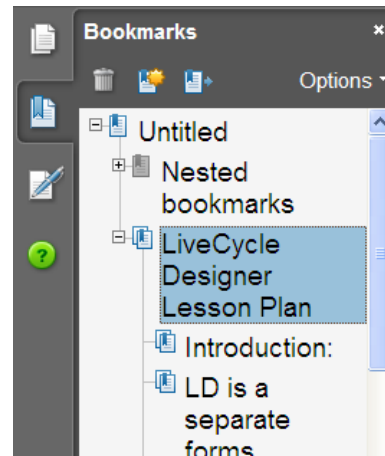 Bookmarks
Options
Untitled
Nested
bookmarks
LiveCycle
Designer
Lesson Plan
Introduction:
LD is a
separate
forms